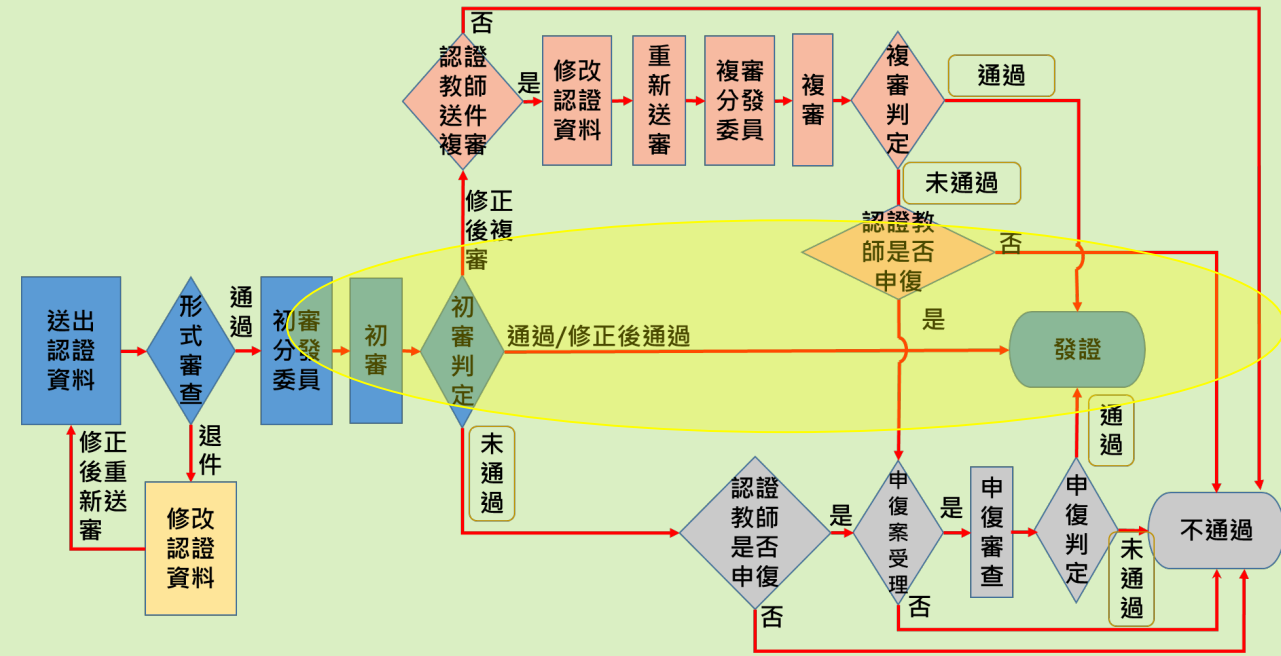 否
認證
教師
送件
複審
是
修改
認證
資料
重
新
送
審
複審
分發
委員
複
審
複
審
判
定
通過
未通過
修正
後複
審
認證教
師是否
申復
否
是
送出
認證
資料
形
式
審
查
通
過
初審
分發
委員
初
審
初
審
判
定
通過/修正後通過
發證
退
件
修正
後重
新送
審
修改
認證
資料
未
通
過
認證
教師
是否
申復
是
否
申
復
案
受
理
是
否
申
復
審
查
申
復
判
定
通
過
未
通
過
不通過